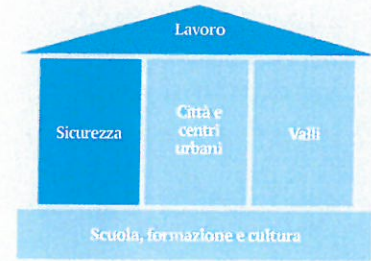 Lavoro
Sicurezza
Città e
centri
urbani
Valli
Scuola, formazione e cultura